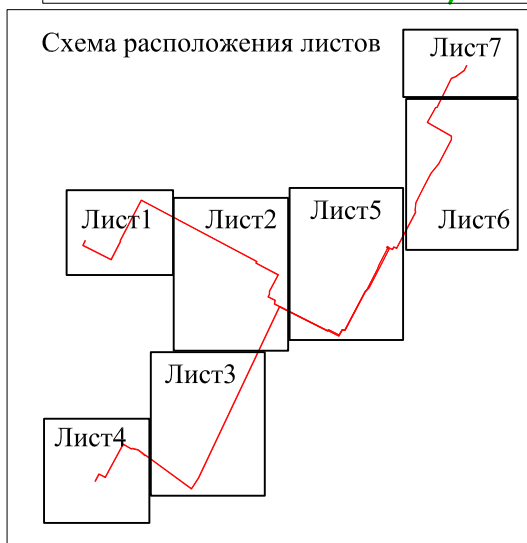 Схема расположения листов
Лист7
Лист1
Лист2
Лист5
Лист6
Лист3
Лист4